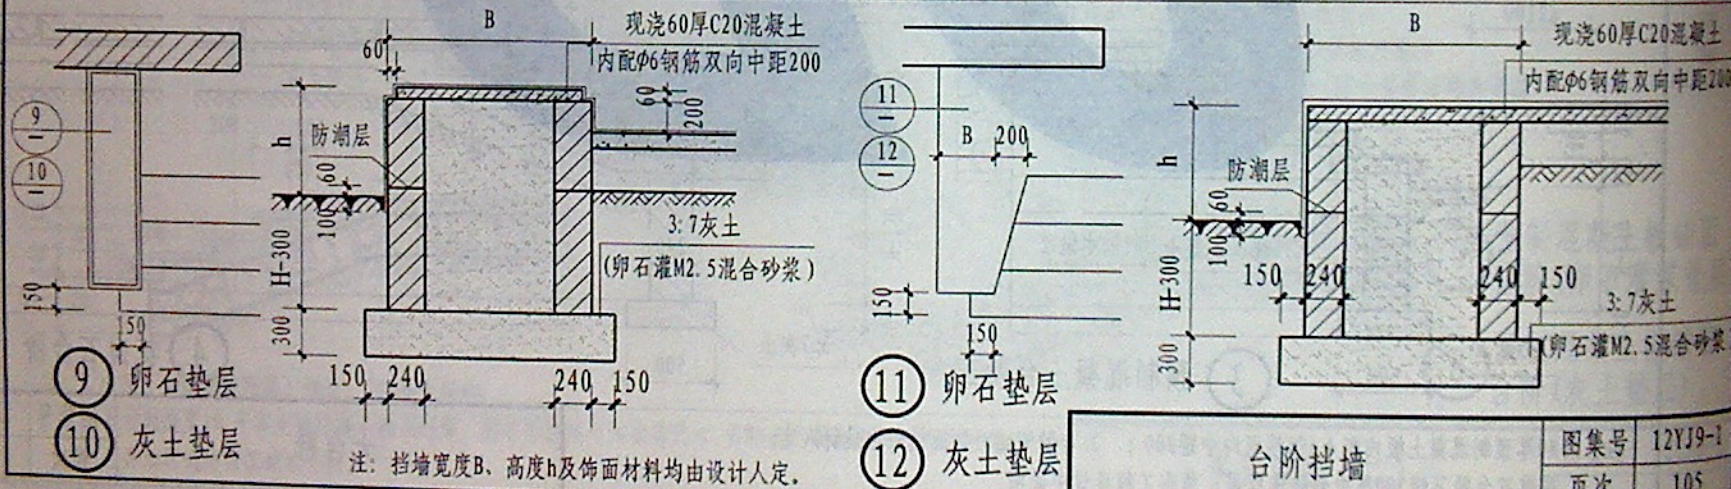 B
现浇60厚C20混凝土
内配Φ6钢筋双向中距200
60
60
200
h
防潮层
60
100
H-300
300
9
10
150
150
3:7灰土
(卵石灌M2.5混合砂浆)
150 240
240 150
9 卵石垫层
10 灰土垫层
注: 挡墙宽度B、高度h及饰面材料均由设计人定。
B
现浇60厚C20混凝土
内配Φ6钢筋双向中距200
11
12
B 200
h
防潮层
60
100
H-300
300
150
150
150 240
240 150
3:7灰土
(卵石灌M2.5混合砂浆
11 卵石垫层
12 灰土垫层
台阶挡墙
图集号 12YJ9-1
页次 105